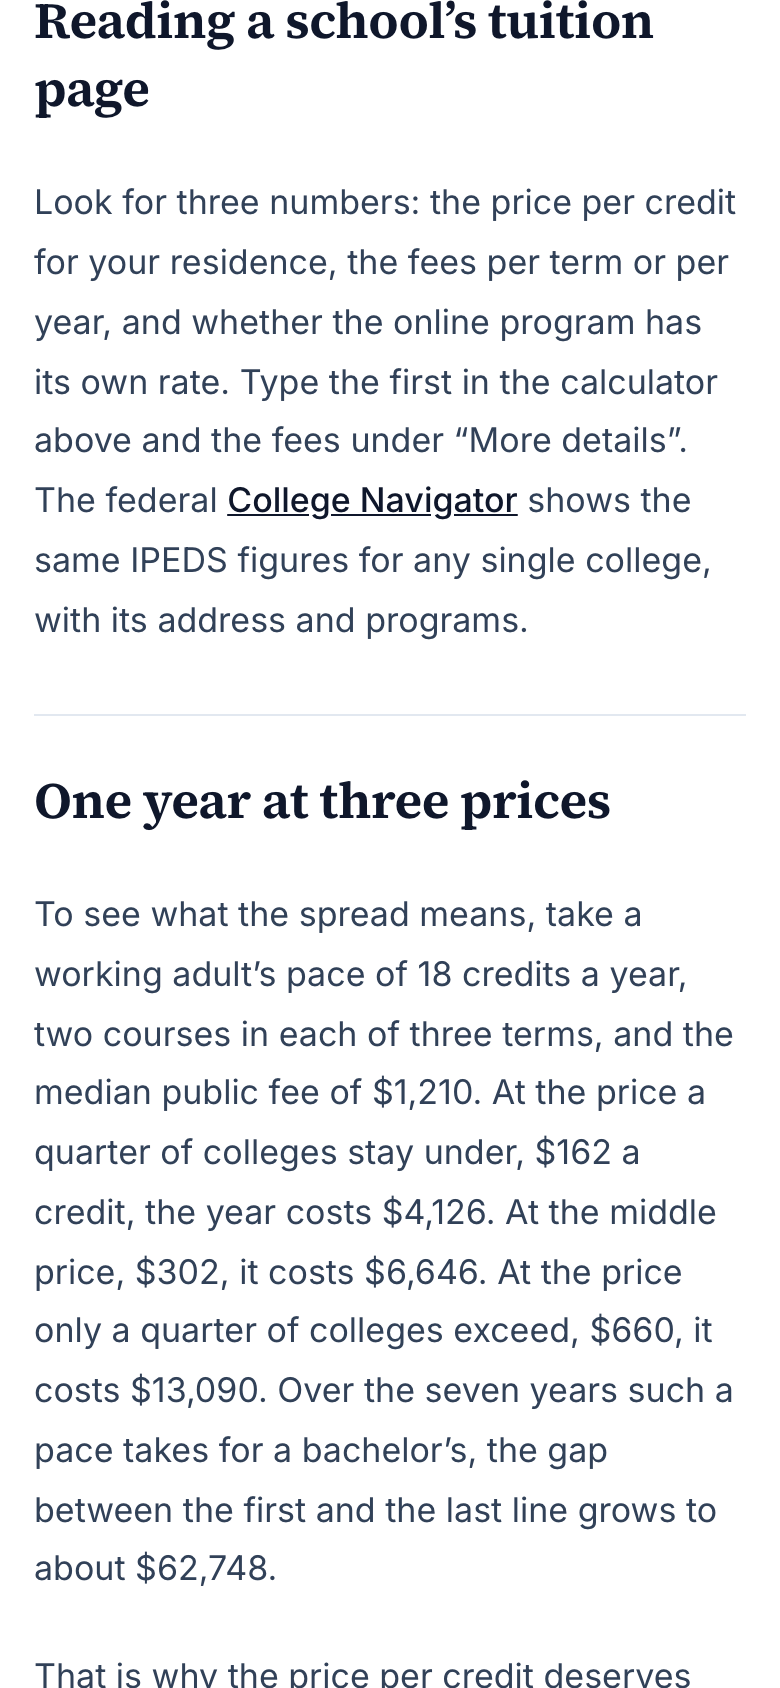 Reading a school’s tuition
page
Look for three numbers: the price per credit
for your residence, the fees per term or per
year, and whether the online program has
its own rate. Type the first in the calculator
above and the fees under “More details”.
The federal College Navigator shows the
same IPEDS figures for any single college,
with its address and programs.
One year at three prices
To see what the spread means, take a
working adult’s pace of 18 credits a year,
two courses in each of three terms, and the
median public fee of $1,210. At the price a
quarter of colleges stay under, $162 a
credit, the year costs $4,126. At the middle
price, $302, it costs $6,646. At the price
only a quarter of colleges exceed, $660, it
costs $13,090. Over the seven years such a
pace takes for a bachelor’s, the gap
between the first and the last line grows to
about $62,748.
That is why the price per credit deserves